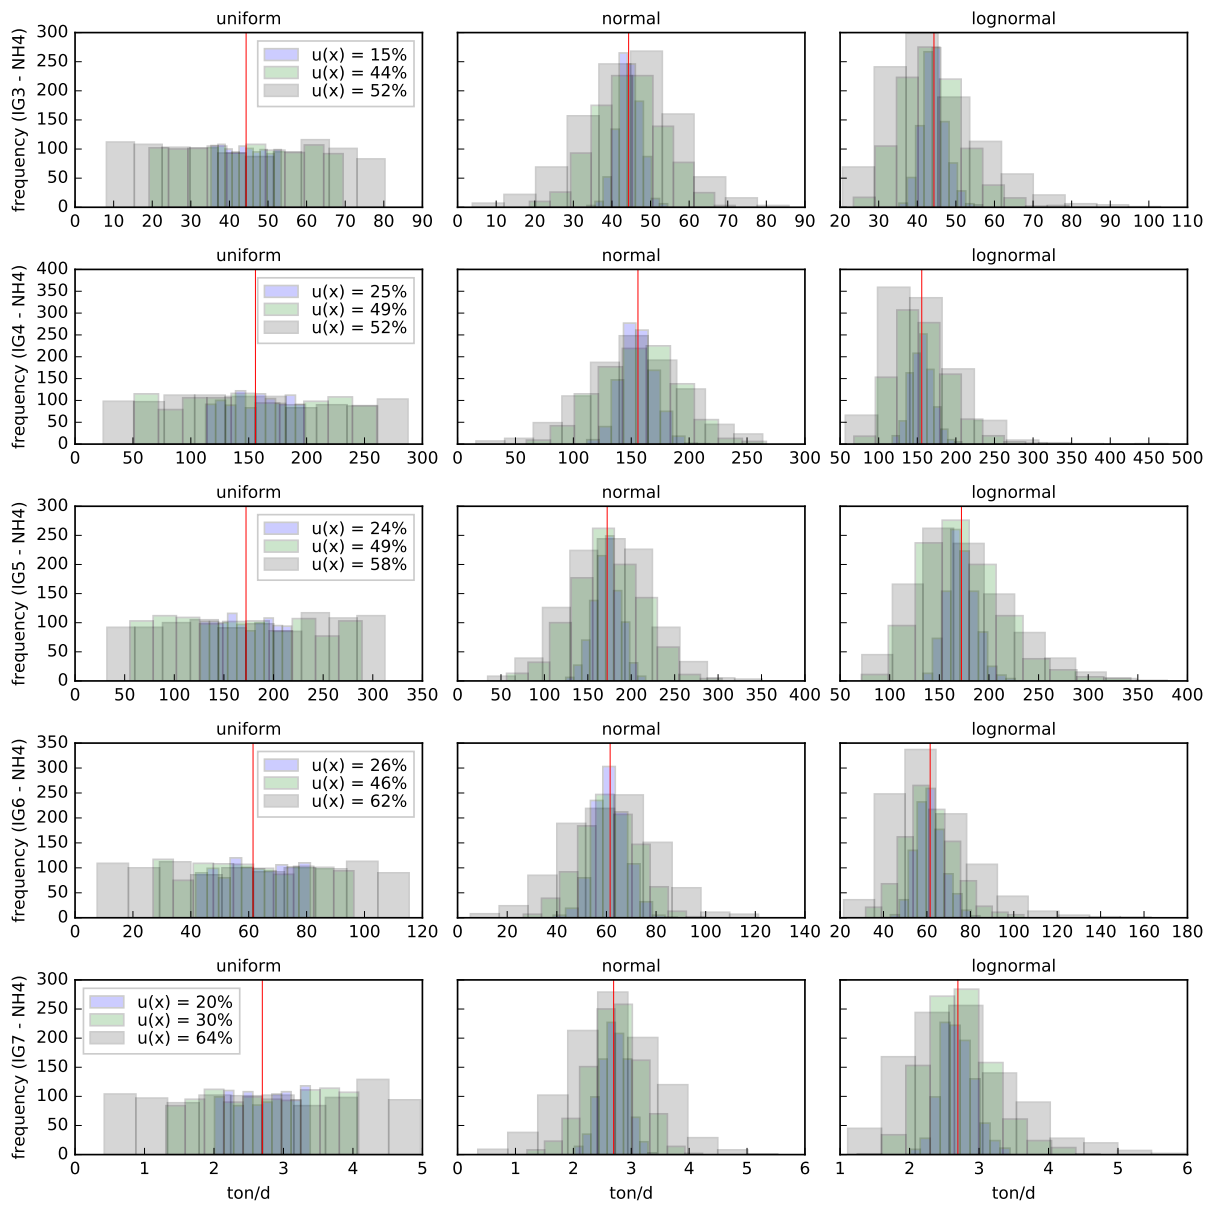 uniform normal lognormal
frequency (IG3 - NH4)
300
250
200
150
100
50
0
u(x) = 15%
u(x) = 44%
u(x) = 52%
0 10 20 30 40 50 60 70 80 90
0 10 20 30 40 50 60 70 80 90
20 30 40 50 60 70 80 90 100 110
uniform normal lognormal
frequency (IG4 - NH4)
400
350
300
250
200
150
100
50
0
u(x) = 25%
u(x) = 49%
u(x) = 52%
0 50 100 150 200 250 300
0 50 100 150 200 250 300
50 100 150 200 250 300 350 400 450 500
uniform normal lognormal
frequency (IG5 - NH4)
300
250
200
150
100
50
0
u(x) = 24%
u(x) = 49%
u(x) = 58%
0 50 100 150 200 250 300 350
0 50 100 150 200 250 300 350 400
50 100 150 200 250 300 350 400
uniform normal lognormal
frequency (IG6 - NH4)
350
300
250
200
150
100
50
0
u(x) = 26%
u(x) = 46%
u(x) = 62%
0 20 40 60 80 100 120
0 20 40 60 80 100 120 140
20 40 60 80 100 120 140 160 180
uniform normal lognormal
frequency (IG7 - NH4)
300
250
200
150
100
50
0
u(x) = 20%
u(x) = 30%
u(x) = 64%
0 1 2 3 4 5
0 1 2 3 4 5 6
1 2 3 4 5 6
ton/d ton/d ton/d